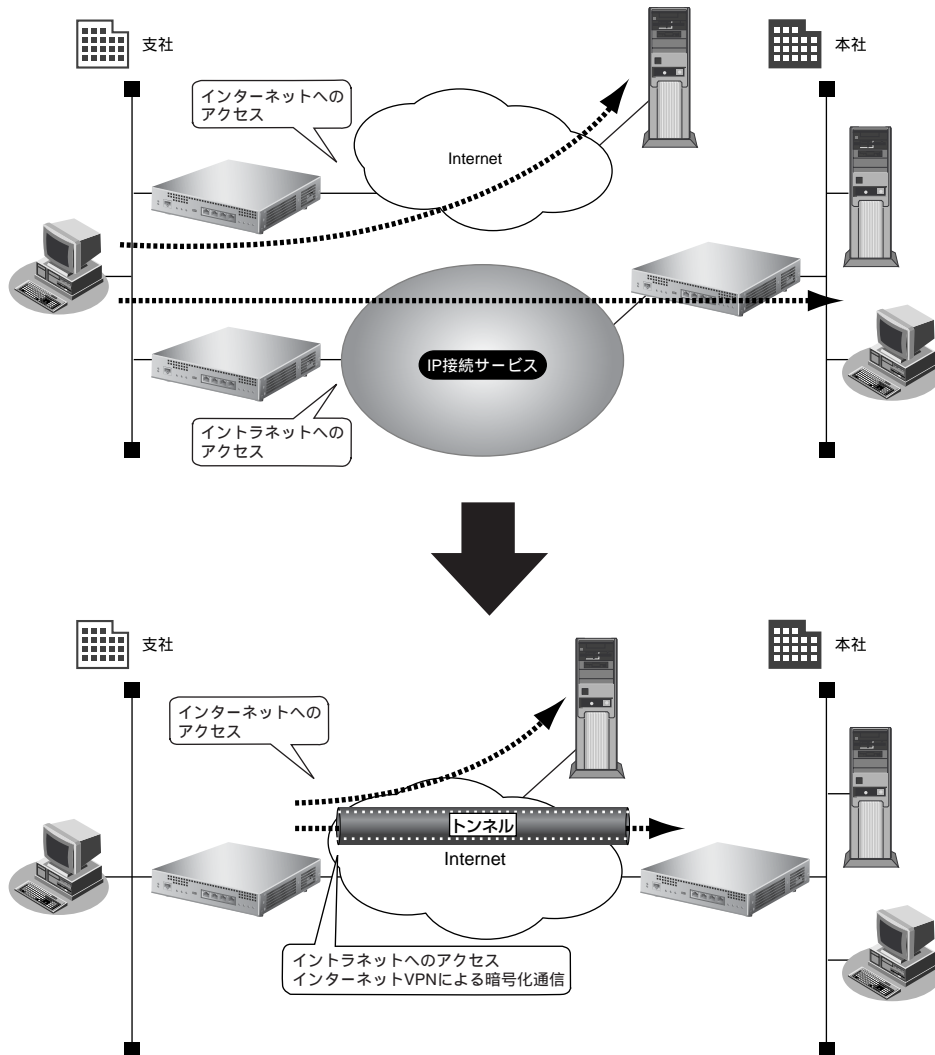 支社
本社
インターネットへの
アクセス
Internet
IP接続サービス
イントラネットへの
アクセス
支社
本社
インターネットへの
アクセス
トンネル
Internet
イントラネットへのアクセス
インターネットVPNによる暗号化通信